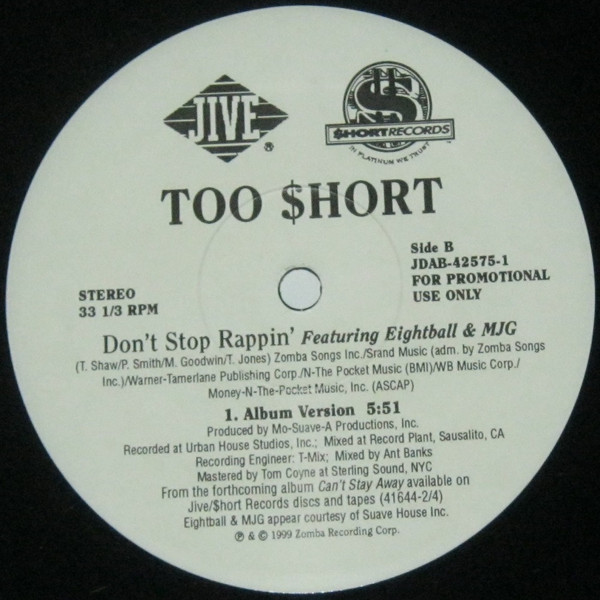 JIVE ®
$HORT RECORDS
IN PLATINUM WE TRUST ™
TOO $HORT
Side B
JDAB-42575-1
FOR PROMOTIONAL
USE ONLY
STEREO
33 1/3 RPM
Don't Stop Rappin' Featuring Eightball & MJG
(T. Shaw/P. Smith/M. Goodwin/T. Jones) Zomba Songs Inc./Srand Music (adm. by Zomba Songs
Inc.)/Warner-Tamerlane Publishing Corp./N-The Pocket Music (BMI)/WB Music Corp./
Money-N-The-Pocket Music, Inc. (ASCAP)
1. Album Version 5:51
Produced by Mo-Suave-A Productions, Inc.
Recorded at Urban House Studios, Inc.; Mixed at Record Plant, Sausalito, CA
Recording Engineer: T-Mix; Mixed by Ant Banks
Mastered by Tom Coyne at Sterling Sound, NYC
From the forthcoming album Can't Stay Away available on
Jive/$hort Records discs and tapes (41644-2/4)
Eightball & MJG appear courtesy of Suave House Inc.
℗ & © 1999 Zomba Recording Corp.